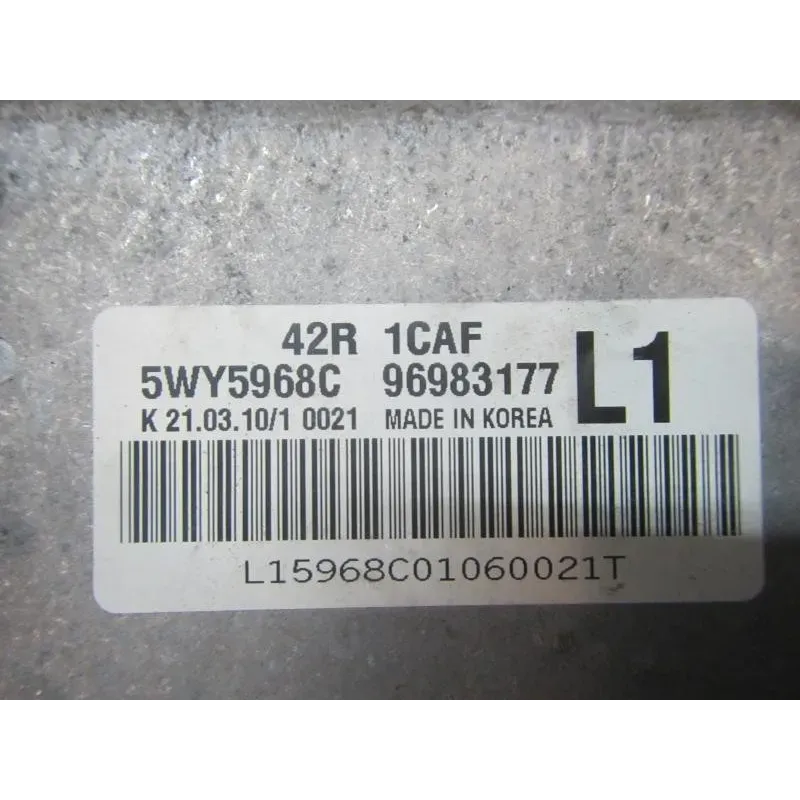 42R 1CAF
5WY5968C 96983177 L1
K 21.03.10/1 0021 MADE IN KOREA
L15968C01060021T